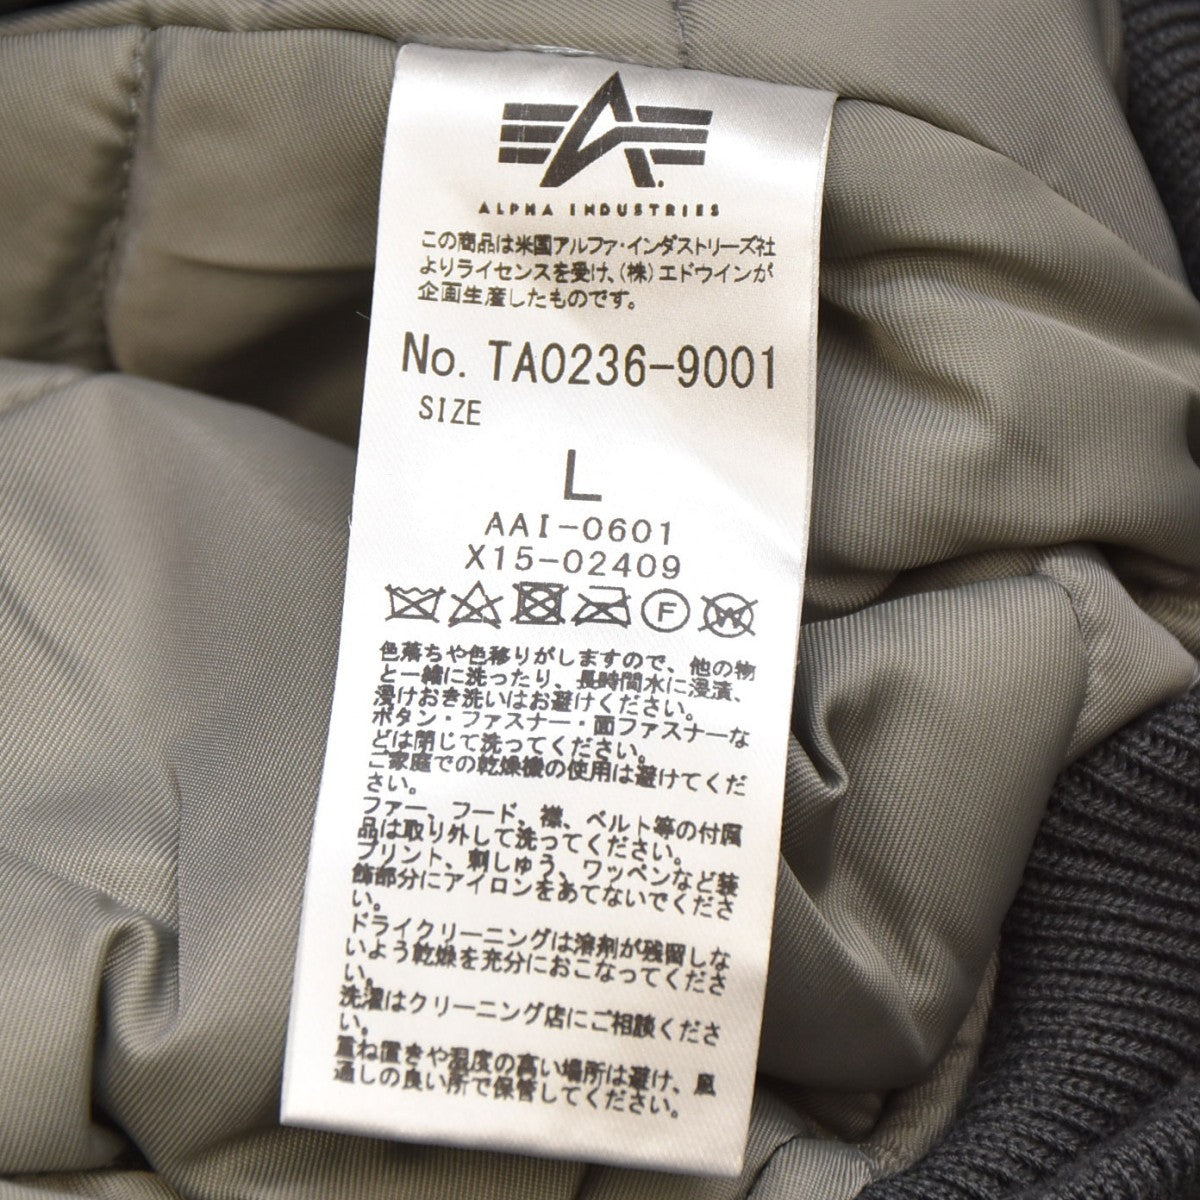 ALPHA INDUSTRIES
この商品は米国アルファ・インダストリーズ社
よりライセンスを受け、(株)エドウインが
企画生産したものです。
No. TA0236-9001
SIZE
L
AAI-0601
X15-02409
F W
色落ちや色移りがしますので、他の物
と一緒に洗ったり、長時間水に浸漬、
浸けおき洗いはお避けください。
ボタン・ファスナー・面ファスナーな
どは閉じて洗ってください。
ご家庭での乾燥機の使用は避けてくだ
さい。
ファー、フード、襟、ベルト等の付属
品は取り外して洗ってください。
プリント、刺しゅう、ワッペンなど装
飾部分にアイロンをあてないでくださ
い。
ドライクリーニングは溶剤が残留しな
いよう乾燥を充分におこなってくださ
い。
洗濯はクリーニング店にご相談くださ
い。
重ね置きや湿度の高い場所は避け、風
通しの良い所で保管してください。